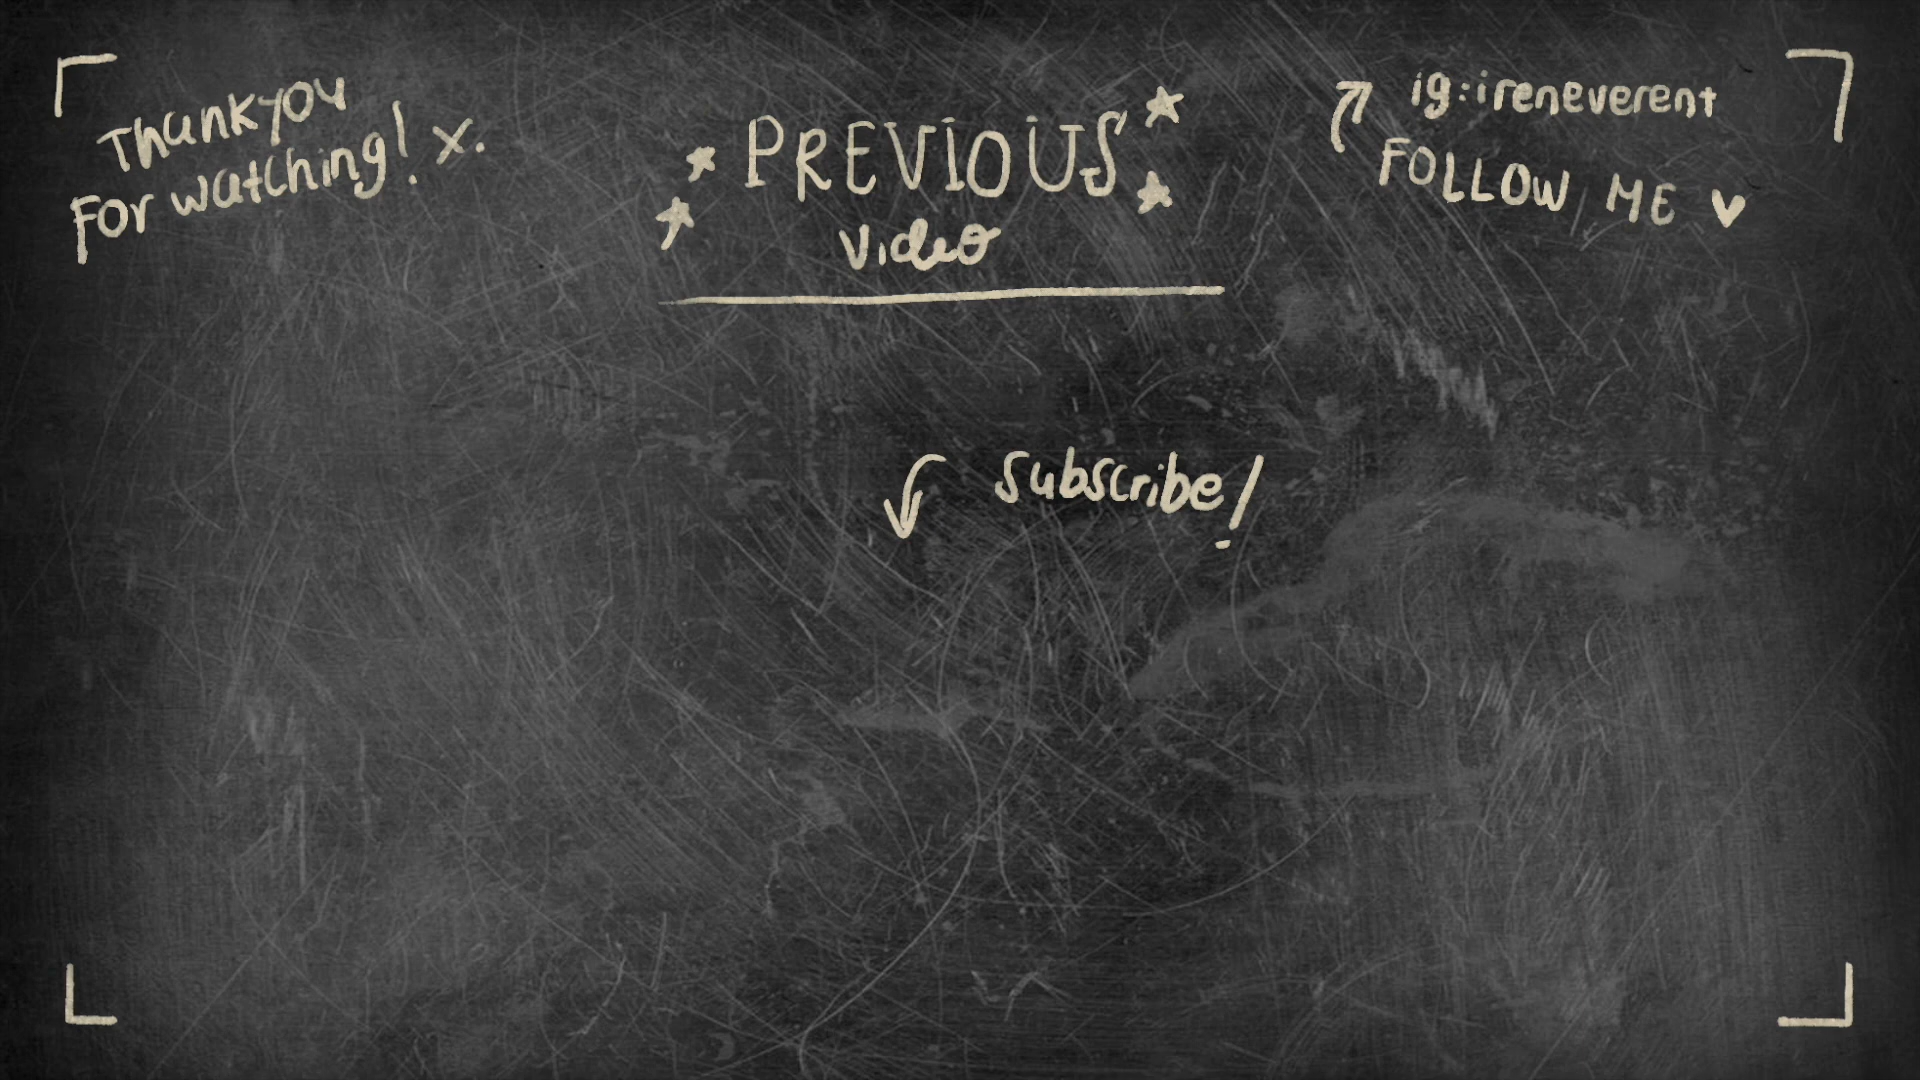 Thankyou
For watching! x.
PREVIOUS
video
ig:ireneverent
FOLLOW ME
Subscribe!